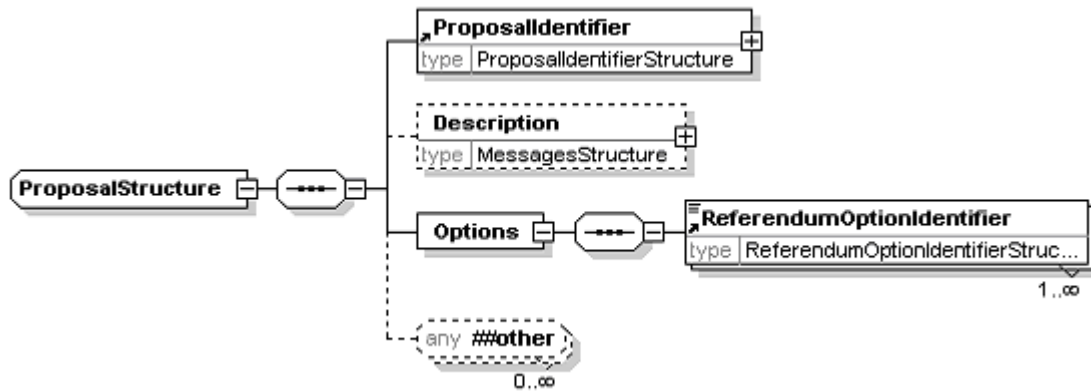 ProposalIdentifier
type ProposalIdentifierStructure
Description
type MessagesStructure
ProposalStructure
Options
ReferendumOptionIdentifier
type ReferendumOptionIdentifierStruc...
1..∞
any ##other
0..∞